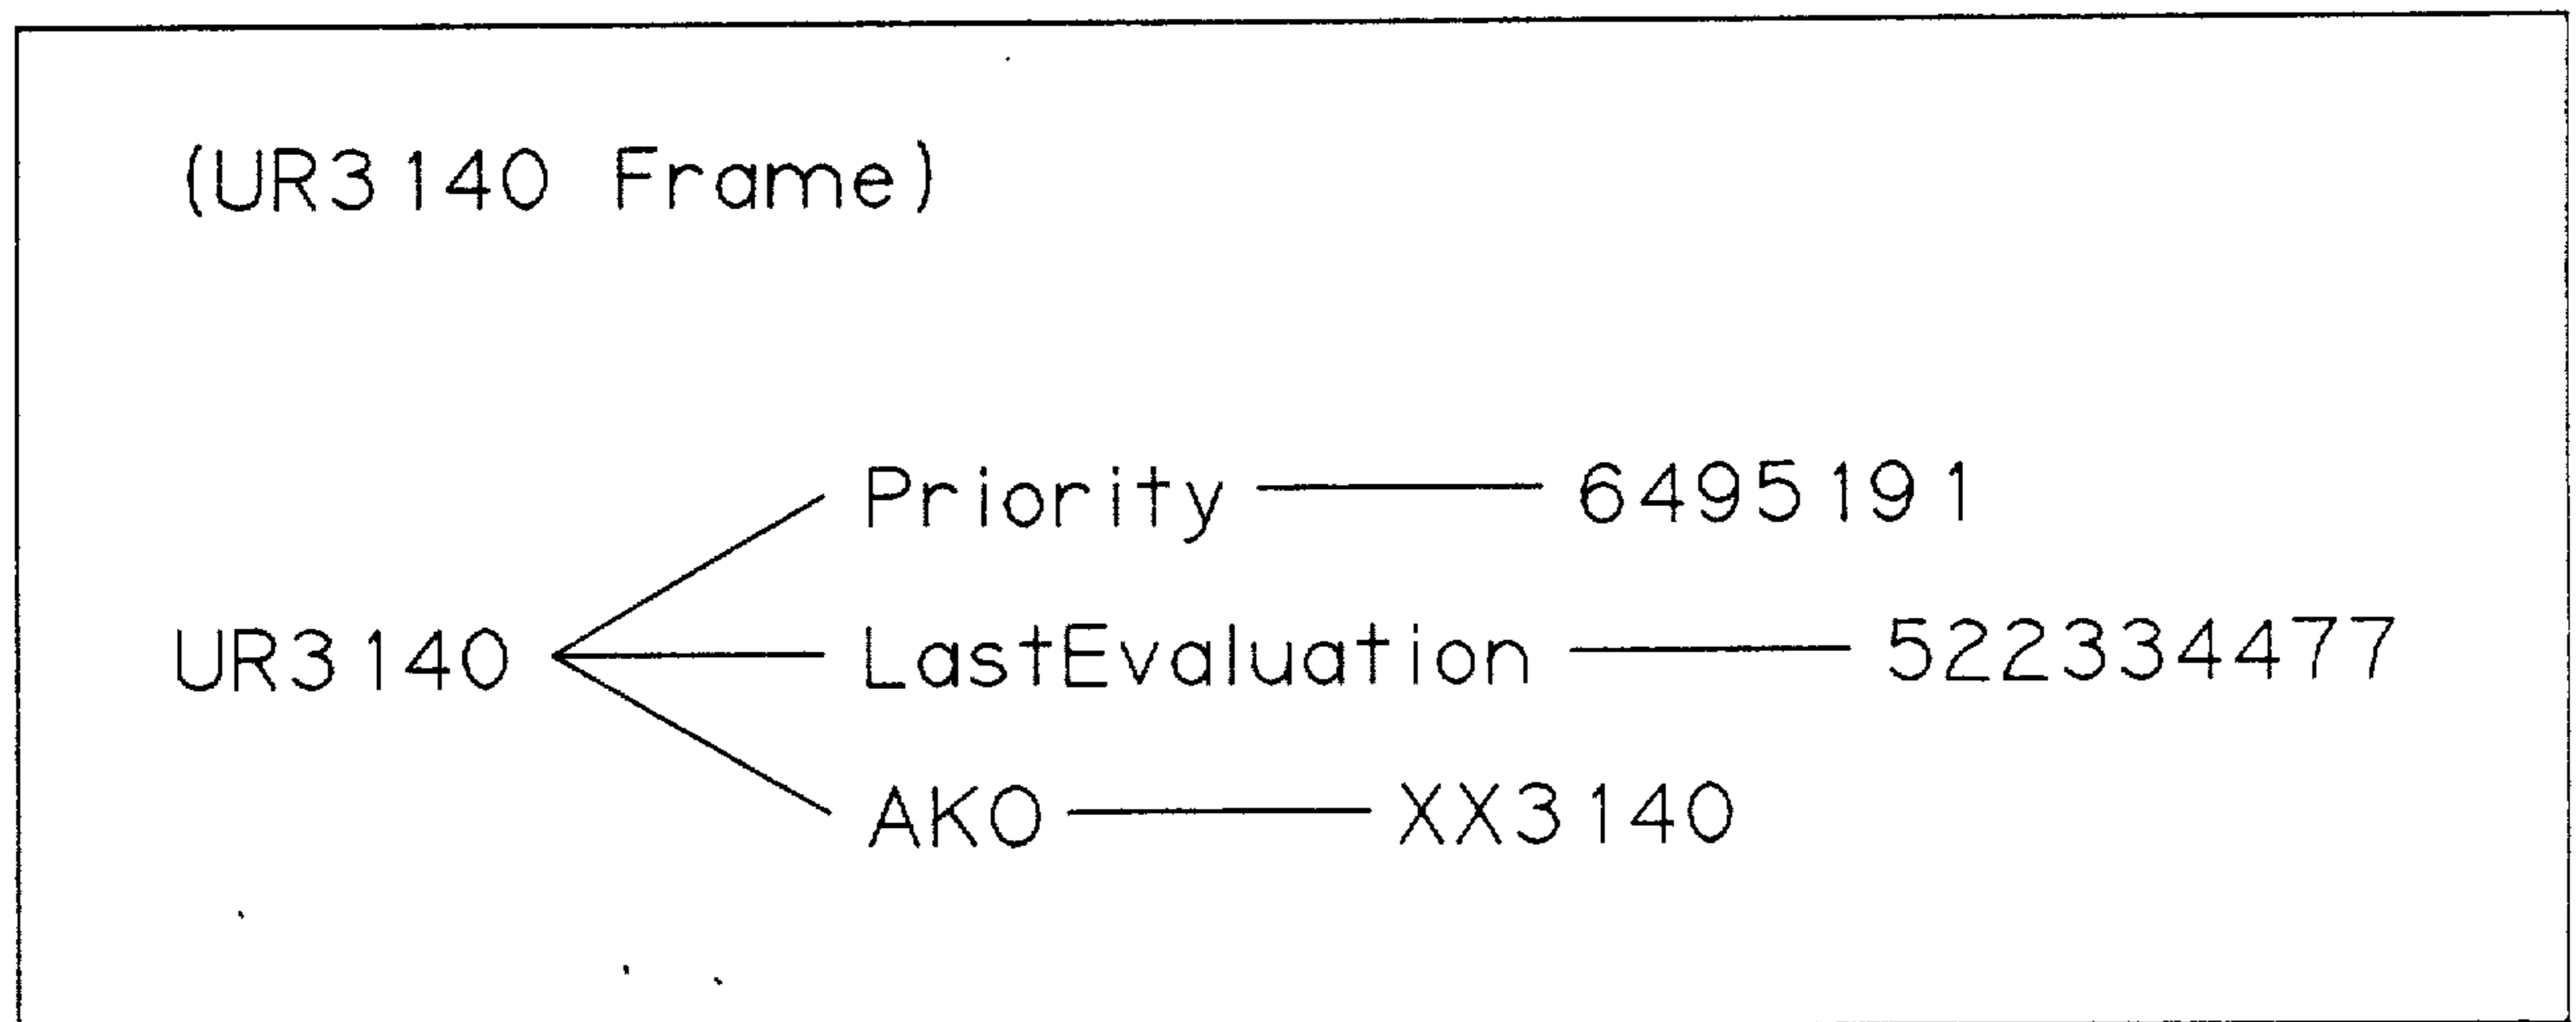 (UR3140 Frame)
Priority 6495191
UR3140 LastEvaluation 522334477
AKO XX3140